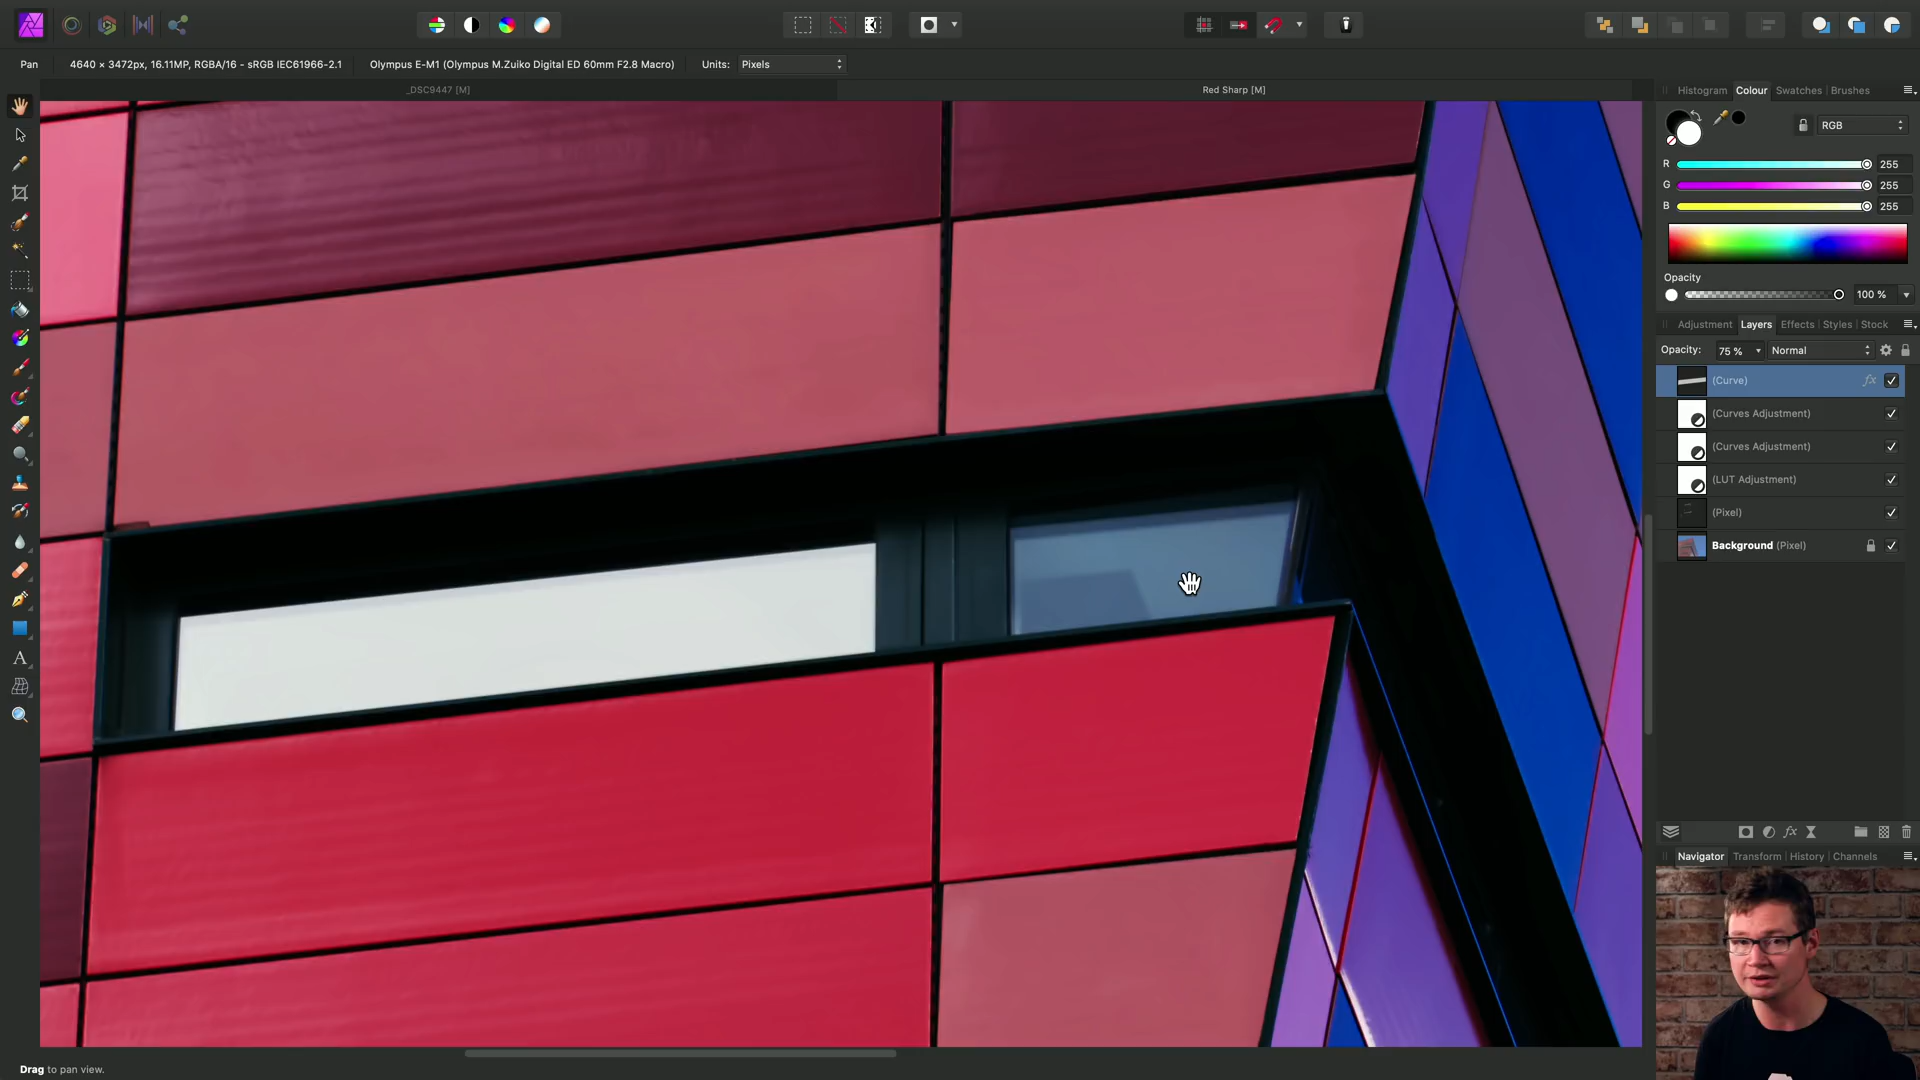 Pan
4640 × 3472px, 16.11MP, RGBA/16 - sRGB IEC61966-2.1
Olympus E-M1 (Olympus M.Zuiko Digital ED 60mm F2.8 Macro)
Units:
Pixels
_DSC9447 [M]
Red Sharp [M]
Histogram
Colour
Swatches
Brushes
RGB
R
255
G
255
B
255
Opacity
100 %
Adjustment
Layers
Effects
Styles
Stock
Opacity:
75 %
Normal
(Curve)
fx
(Curves Adjustment)
(Curves Adjustment)
(LUT Adjustment)
(Pixel)
Background (Pixel)
fx
Navigator
Transform
History
Channels
A
Drag to pan view.